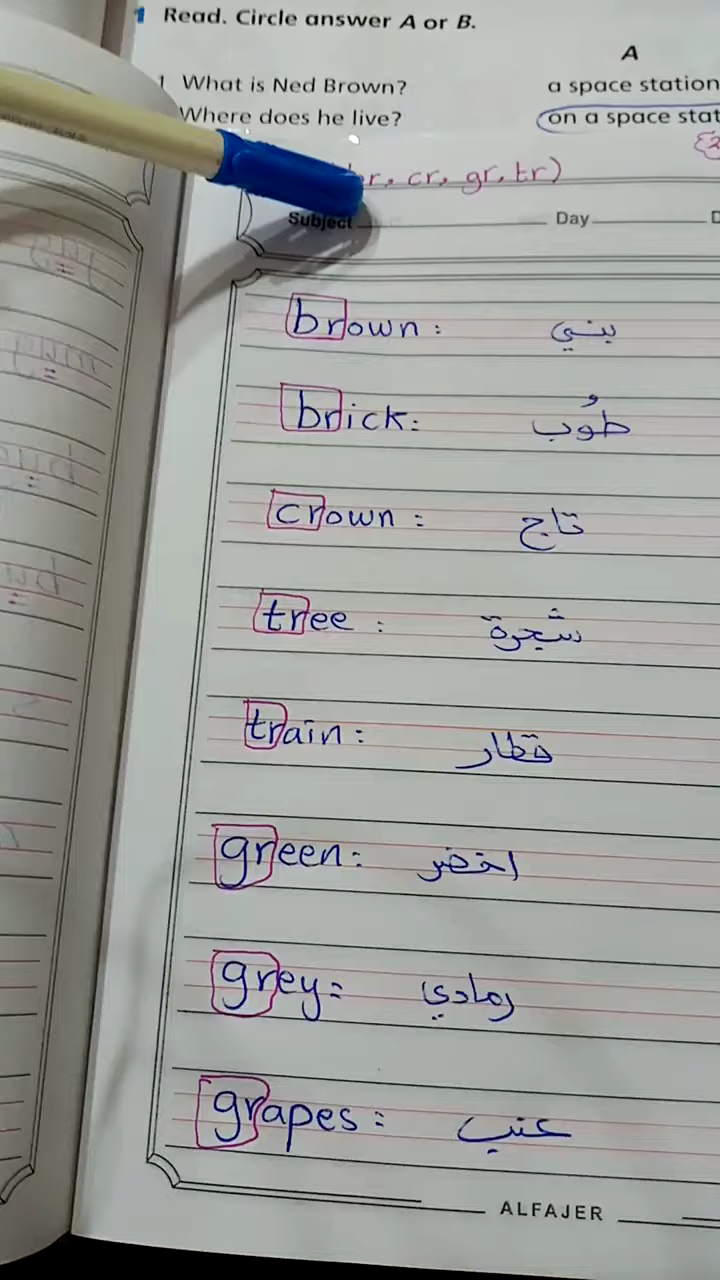 1 Read. Circle answer A or B.
A
1 What is Ned Brown? a space station
Where does he live? on a space stat
br, cr, gr, tr)
Subject Day D
brown : بني
brick: طُوب
crown : تاج
tree : شجرة
train : قطار
green : اخضر
grey = رمادي
grapes = عنب
ALFAJER